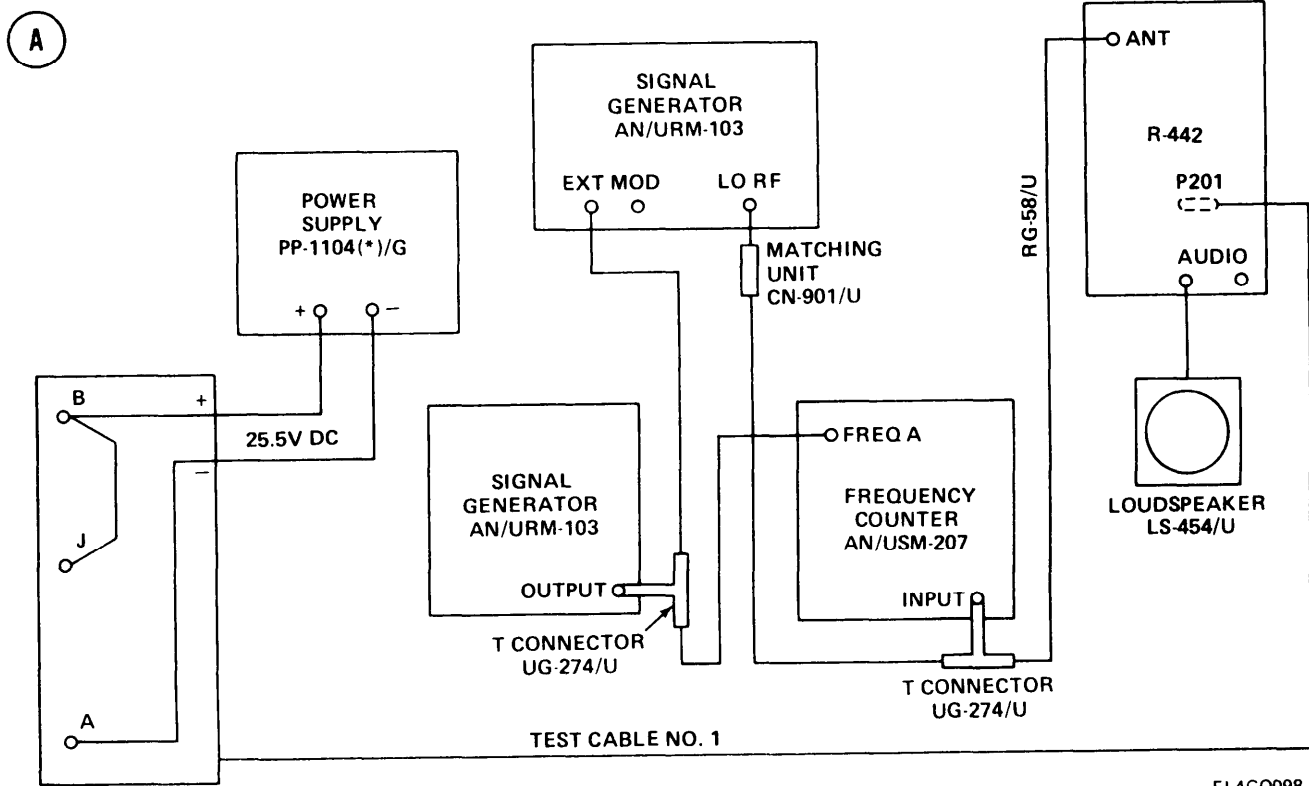 A
SIGNAL
GENERATOR
AN/URM-103
EXT MOD
LO RF
MATCHING
UNIT
CN-901/U
POWER
SUPPLY
PP-1104(*)/G
+
−
B
+
25.5V DC
−
J
A
SIGNAL
GENERATOR
AN/URM-103
OUTPUT
T CONNECTOR
UG-274/U
FREQ A
FREQUENCY
COUNTER
AN/USM-207
INPUT
T CONNECTOR
UG-274/U
RG-58/U
ANT
R-442
P201
AUDIO
LOUDSPEAKER
LS-454/U
TEST CABLE NO. 1